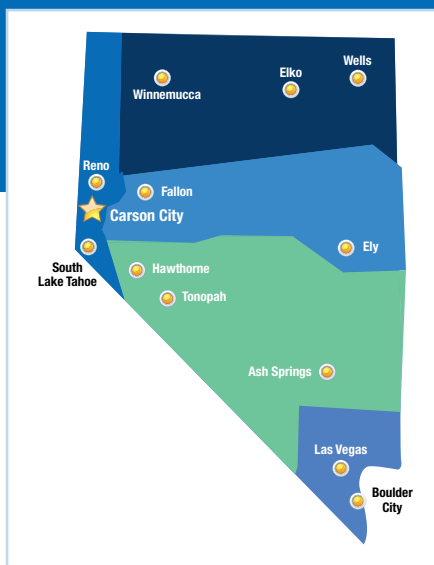 Wells
Elko
Winnemucca
Reno
Fallon
Carson City
Ely
South
Lake Tahoe
Hawthorne
Tonopah
Ash Springs
Las Vegas
Boulder
City